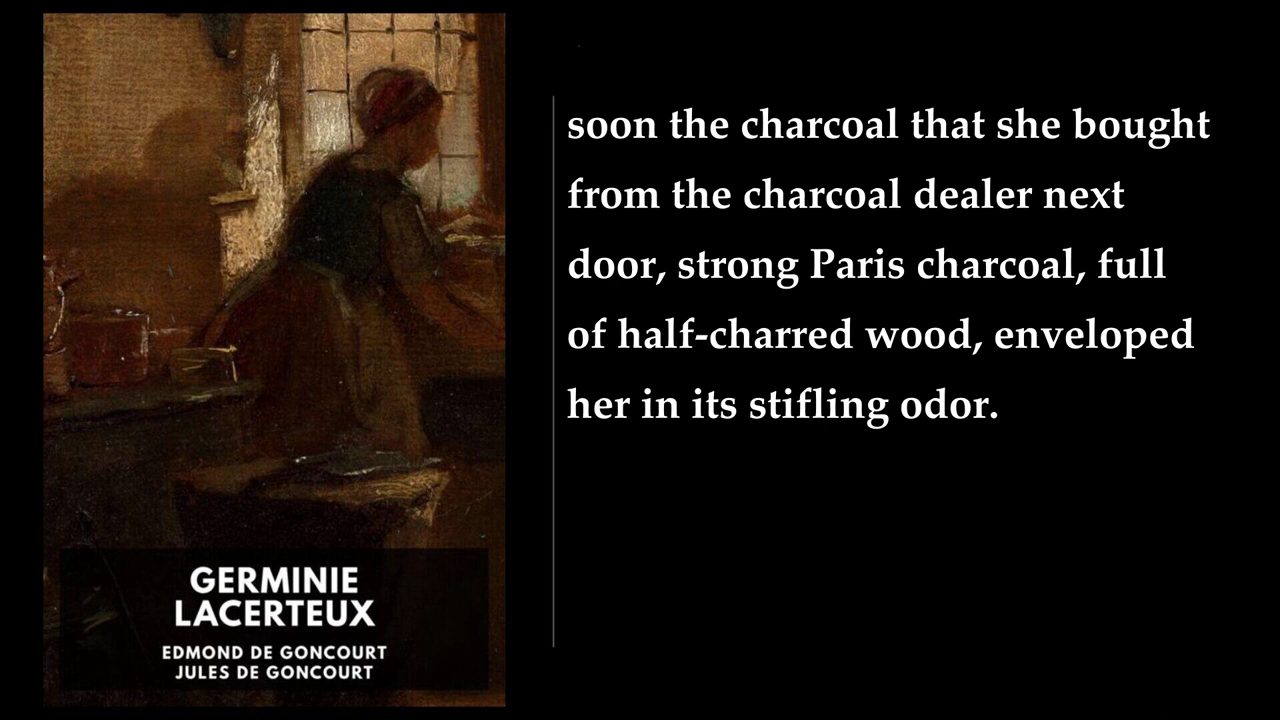 soon the charcoal that she bought
from the charcoal dealer next
door, strong Paris charcoal, full
of half-charred wood, enveloped
her in its stifling odor.
GERMINIE
LACERTEUX
EDMOND DE GONCOURT
JULES DE GONCOURT